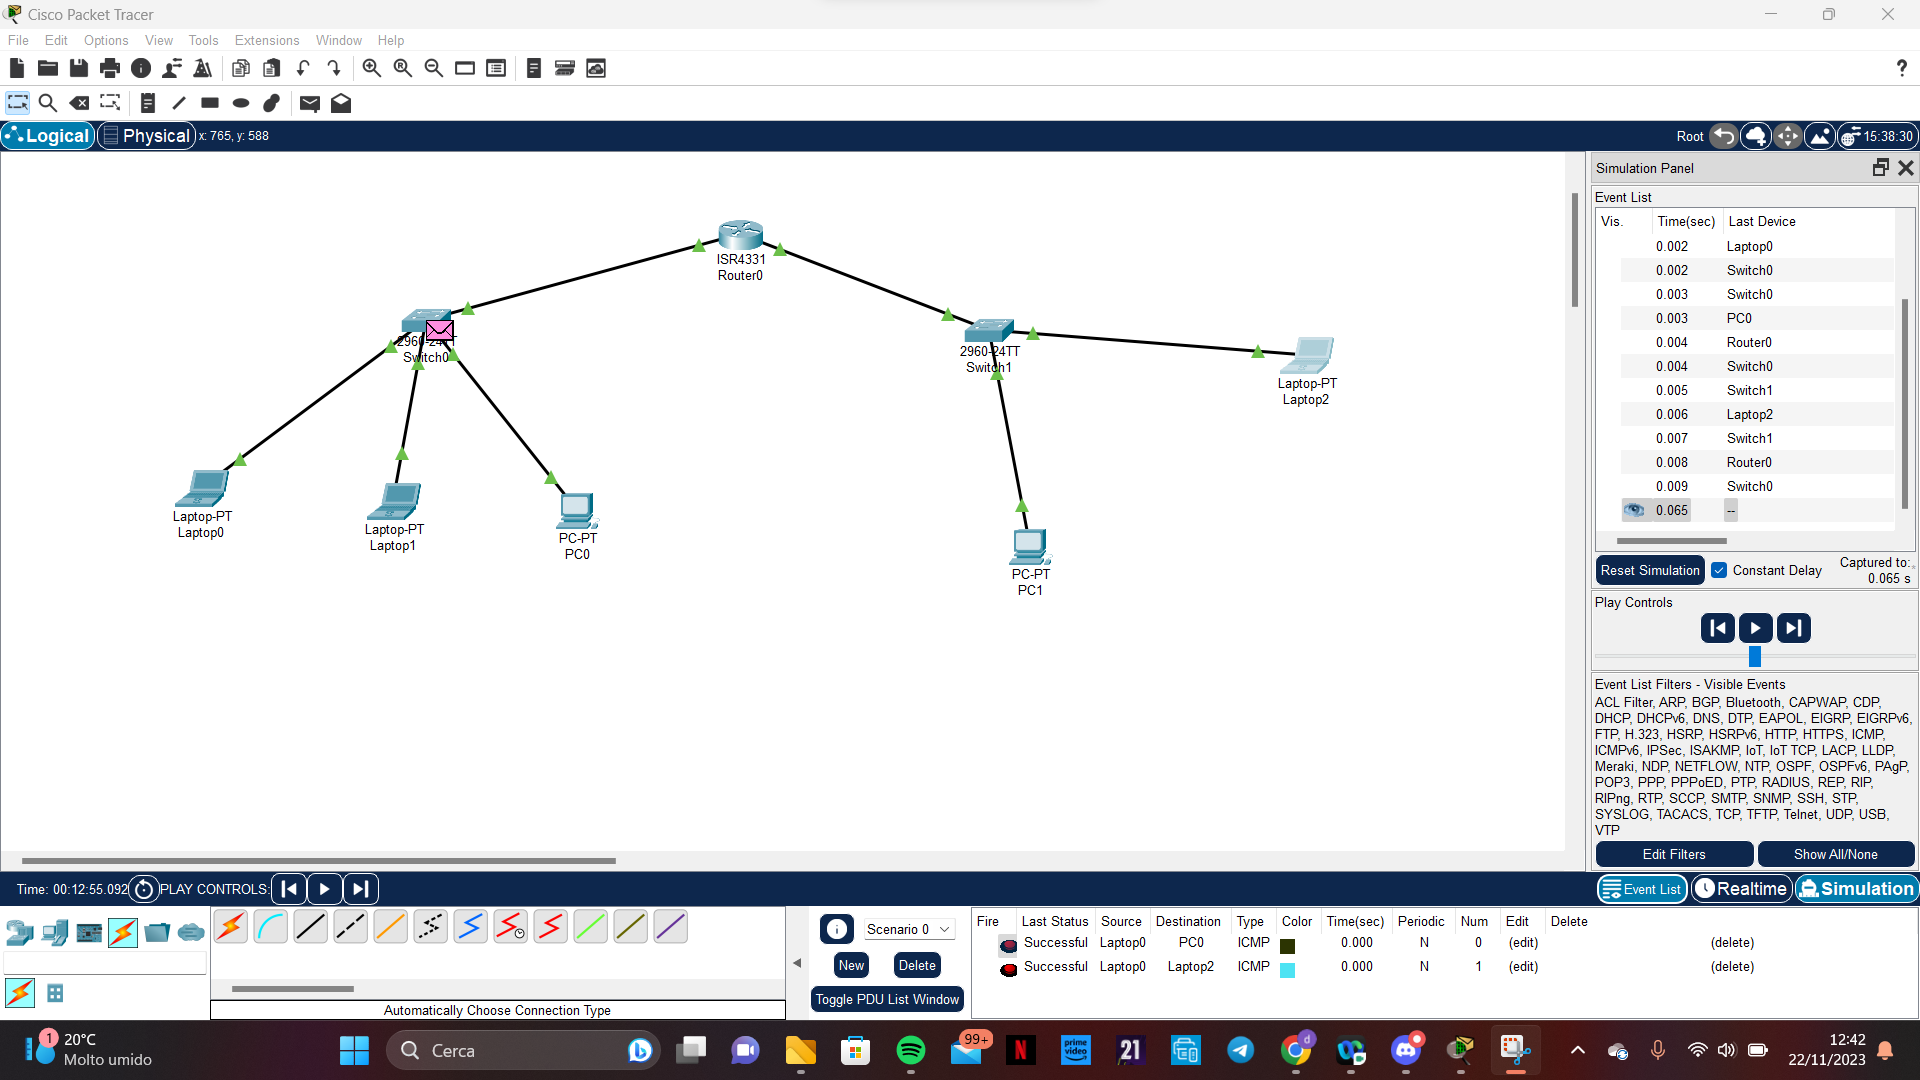 Cisco Packet Tracer
File Edit Options View Tools Extensions Window Help
?
Logical Physical x: 765, y: 588 Root 15:38:30
ISR4331
Router0
2960-24TT
Switch0
2960-24TT
Switch1
Laptop-PT
Laptop2
Laptop-PT
Laptop0
Laptop-PT
Laptop1
PC-PT
PC0
PC-PT
PC1
Simulation Panel
Event List
Vis. Time(sec) Last Device
0.002 Laptop0
0.002 Switch0
0.003 Switch0
0.003 PC0
0.004 Router0
0.004 Switch0
0.005 Switch1
0.006 Laptop2
0.007 Switch1
0.008 Router0
0.009 Switch0
0.065 --
Reset Simulation Constant Delay Captured to:
0.065 s
Play Controls
Event List Filters - Visible Events
ACL Filter, ARP, BGP, Bluetooth, CAPWAP, CDP,
DHCP, DHCPv6, DNS, DTP, EAPOL, EIGRP, EIGRPv6,
FTP, H.323, HSRP, HSRPv6, HTTP, HTTPS, ICMP,
ICMPv6, IPSec, ISAKMP, IoT, IoT TCP, LACP, LLDP,
Meraki, NDP, NETFLOW, NTP, OSPF, OSPFv6, PAgP,
POP3, PPP, PPPoED, PTP, RADIUS, REP, RIP,
RIPng, RTP, SCCP, SMTP, SNMP, SSH, STP,
SYSLOG, TACACS, TCP, TFTP, Telnet, UDP, USB,
VTP
Edit Filters Show All/None
Time: 00:12:55.092 PLAY CONTROLS: Event List Realtime Simulation
Automatically Choose Connection Type
Scenario 0
New Delete
Toggle PDU List Window
Fire Last Status Source Destination Type Color Time(sec) Periodic Num Edit Delete
Successful Laptop0 PC0 ICMP 0.000 N 0 (edit) (delete)
Successful Laptop0 Laptop2 ICMP 0.000 N 1 (edit) (delete)
1
20°C
Molto umido
Cerca
99+
N
prime video
21
d
12:42
22/11/2023